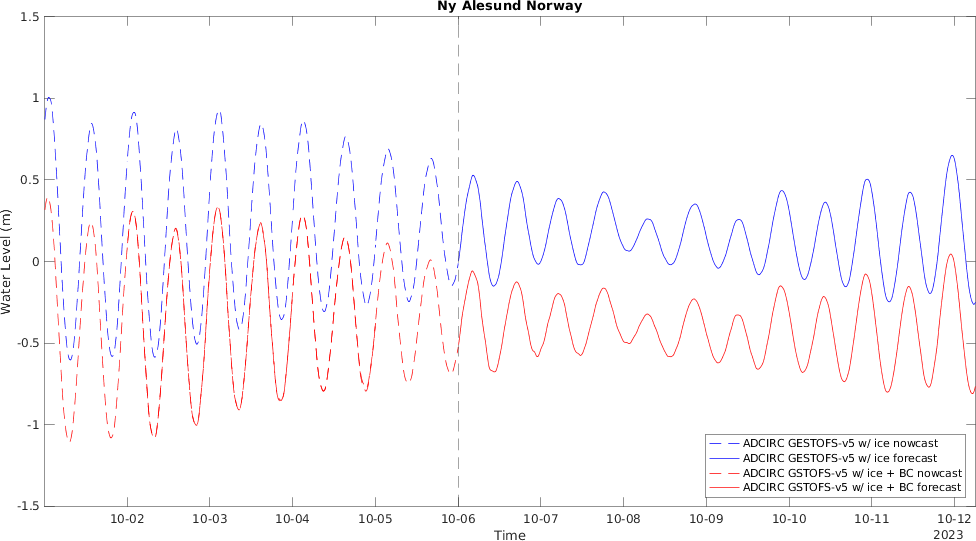 Ny Alesund Norway
1.5
1
0.5
0
-0.5
-1
-1.5
Water Level (m)
10-02 10-03 10-04 10-05 10-06 10-07 10-08 10-09 10-10 10-11 10-12
Time
2023
ADCIRC GESTOFS-v5 w/ ice nowcast
ADCIRC GESTOFS-v5 w/ ice forecast
ADCIRC GSTOFS-v5 w/ ice + BC nowcast
ADCIRC GSTOFS-v5 w/ ice + BC forecast